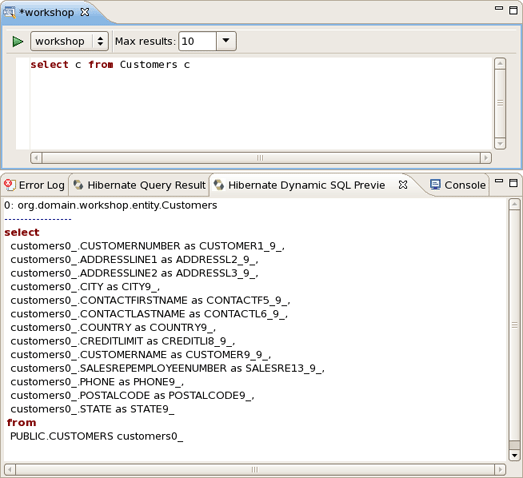 *workshop
workshop Max results: 10
select c from Customers c
Error Log Hibernate Query Result Hibernate Dynamic SQL Previe Console
0: org.domain.workshop.entity.Customers
-----------------
select
customers0_.CUSTOMERNUMBER as CUSTOMER1_9_,
customers0_.ADDRESSLINE1 as ADDRESSL2_9_,
customers0_.ADDRESSLINE2 as ADDRESSL3_9_,
customers0_.CITY as CITY9_,
customers0_.CONTACTFIRSTNAME as CONTACTF5_9_,
customers0_.CONTACTLASTNAME as CONTACTL6_9_,
customers0_.COUNTRY as COUNTRY9_,
customers0_.CREDITLIMIT as CREDITLI8_9_,
customers0_.CUSTOMERNAME as CUSTOMER9_9_,
customers0_.SALESREPEMPLOYEENUMBER as SALESRE13_9_,
customers0_.PHONE as PHONE9_,
customers0_.POSTALCODE as POSTALCODE9_,
customers0_.STATE as STATE9_
from
PUBLIC.CUSTOMERS customers0_